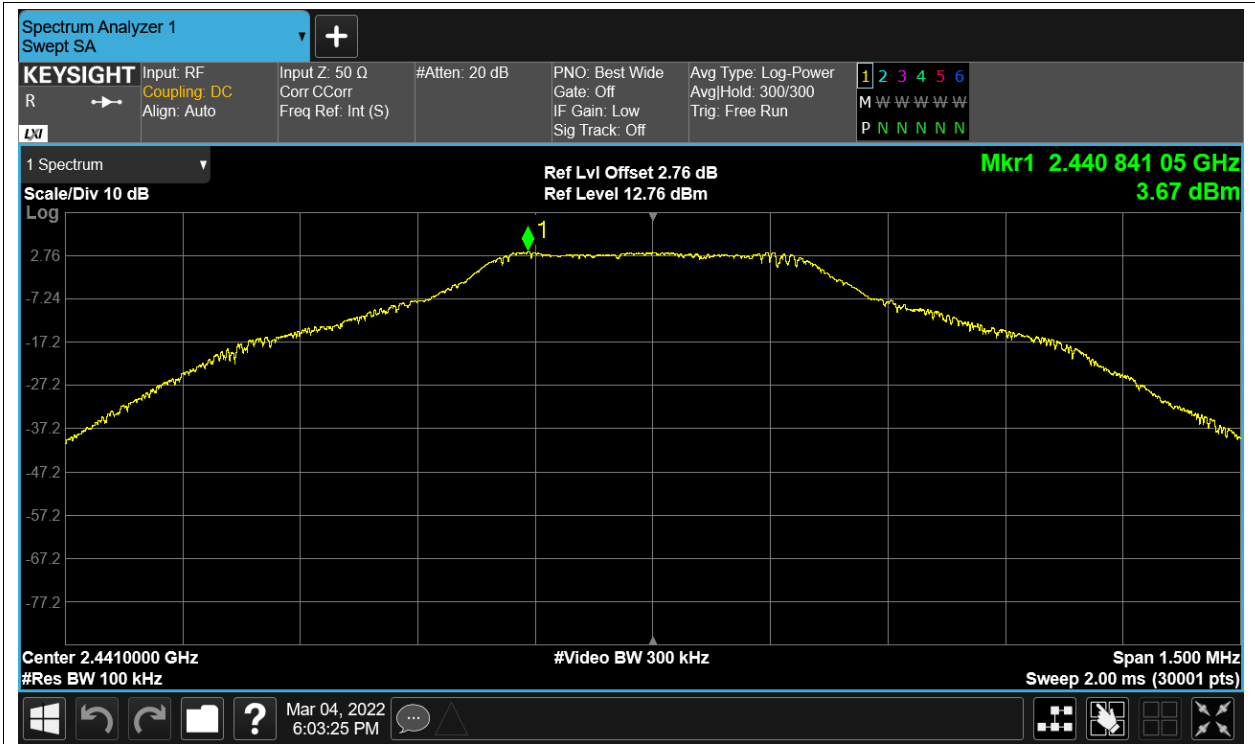 Spectrum Analyzer 1
Swept SA
KEYSIGHT
R
LXI
Input: RF
Coupling: DC
Align: Auto
Input Z: 50 Ω
Corr CCorr
Freq Ref: Int (S)
#Atten: 20 dB
PNO: Best Wide
Gate: Off
IF Gain: Low
Sig Track: Off
Avg Type: Log-Power
Avg|Hold: 300/300
Trig: Free Run
1 2 3 4 5 6
M W W W W W
P N N N N N
1 Spectrum
Scale/Div 10 dB
Log
Ref Lvl Offset 2.76 dB
Ref Level 12.76 dBm
Mkr1 2.440 841 05 GHz
3.67 dBm
1
2.76
-7.24
-17.2
-27.2
-37.2
-47.2
-57.2
-67.2
-77.2
Center 2.4410000 GHz
#Video BW 300 kHz
Span 1.500 MHz
#Res BW 100 kHz
Sweep 2.00 ms (30001 pts)
?
Mar 04, 2022
6:03:25 PM